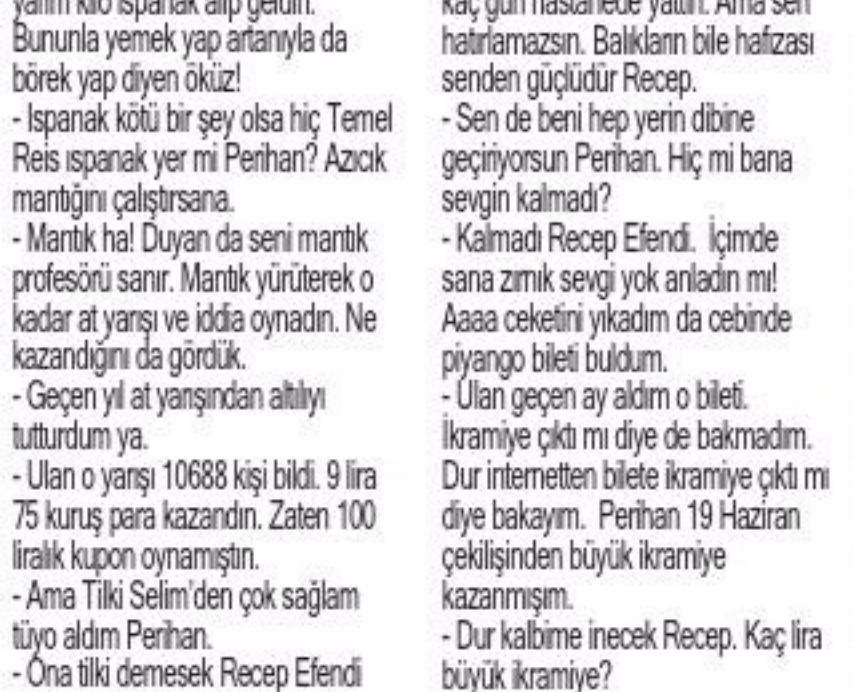 yarım kilo ıspanak alıp geldin.
Bununla yemek yap artanıyla da
börek yap diyen öküz!
- Ispanak kötü bir şey olsa hiç Temel
Reis ıspanak yer mi Perihan? Azıcık
mantığını çalıştırsana.
- Mantık ha! Duyan da seni mantık
profesörü sanır. Mantık yürüterek o
kadar at yarışı ve iddia oynadın. Ne
kazandığını da gördük.
- Geçen yıl at yarışından altılıyı
tutturdum ya.
- Ulan o yarışı 10688 kişi bildi. 9 lira
75 kuruş para kazandın. Zaten 100
liralık kupon oynamıştın.
- Ama Tilki Selim'den çok sağlam
tüyo aldım Perihan.
- Ona tilki demesek Recep Efendi
kaç gün hastanede yattın. Ama sen
hatırlamazsın. Balıkların bile hafızası
senden güçlüdür Recep.
- Sen de beni hep yerin dibine
geçiriyorsun Perihan. Hiç mi bana
sevgin kalmadı?
- Kalmadı Recep Efendi. İçimde
sana zırnık sevgi yok anladın mı!
Aaaa ceketini yıkadım da cebinde
piyango bileti buldum.
- Ulan geçen ay aldım o bileti.
İkramiye çıktı mı diye de bakmadım.
Dur internetten bilete ikramiye çıktı mı
diye bakayım. Perihan 19 Haziran
çekilişinden büyük ikramiye
kazanmışım.
- Dur kalbime inecek Recep. Kaç lira
büyük ikramiye?